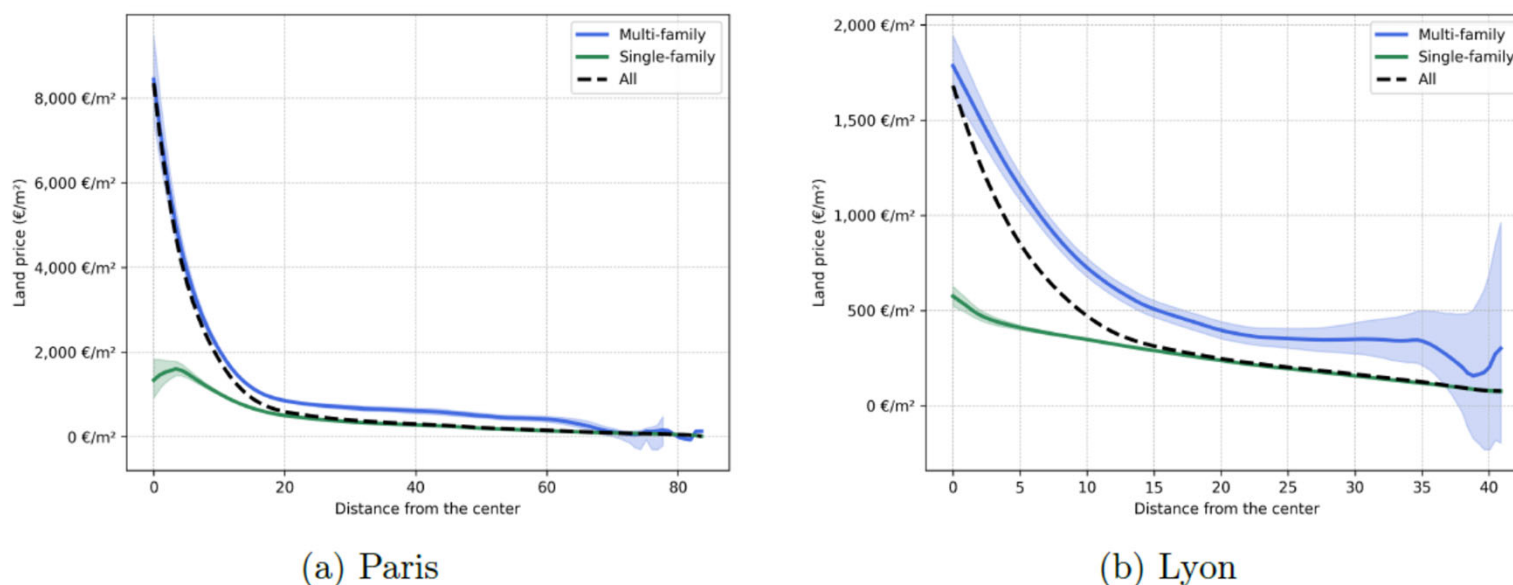 Multi-family
Single-family
All
8,000 €/m²
6,000 €/m²
4,000 €/m²
2,000 €/m²
0 €/m²
Land price (€/m²)
0 20 40 60 80
Distance from the center
(a) Paris
Multi-family
Single-family
All
2,000 €/m²
1,500 €/m²
1,000 €/m²
500 €/m²
0 €/m²
Land price (€/m²)
0 5 10 15 20 25 30 35 40
Distance from the center
(b) Lyon